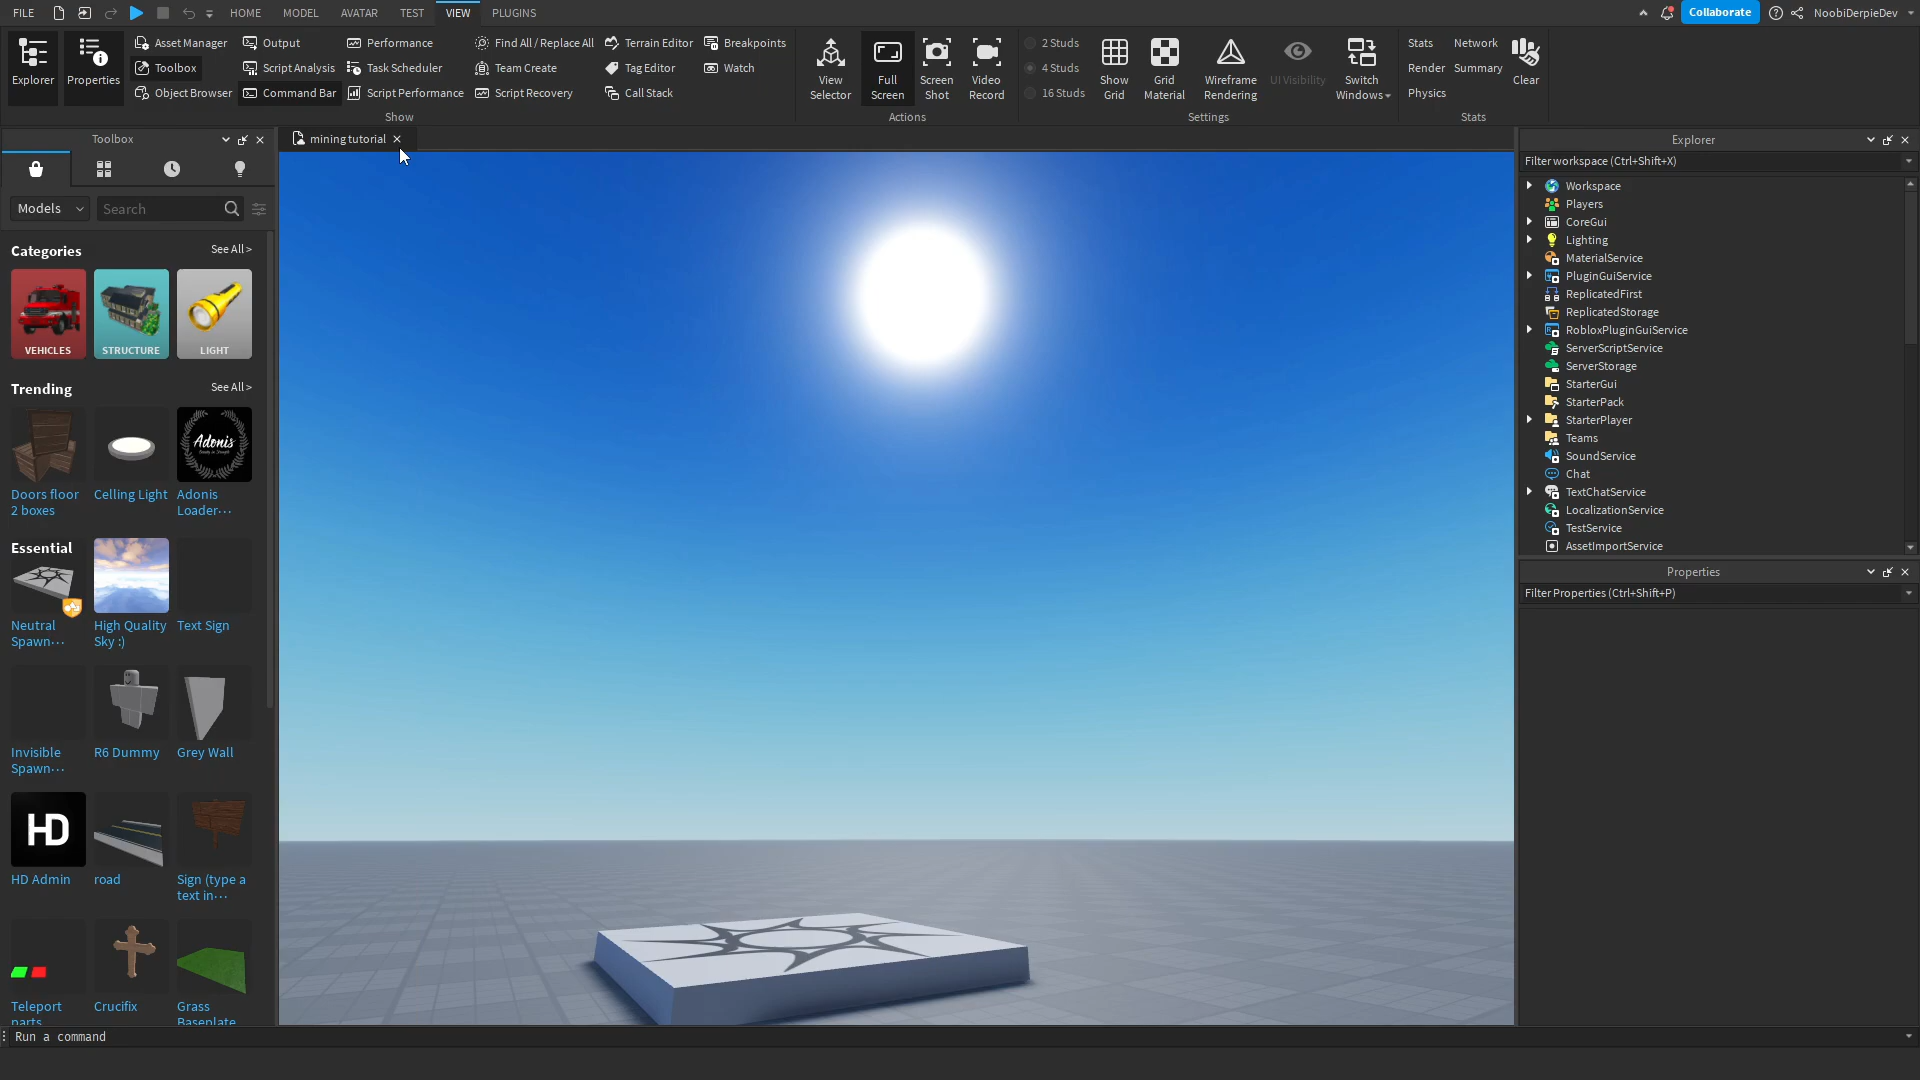 FILE HOME MODEL AVATAR TEST VIEW PLUGINS Collaborate NoobiDerpieDev
Explorer
Properties
Asset Manager
Toolbox
Object Browser
Output
Script Analysis
Command Bar
Performance
Task Scheduler
Script Performance
Find All / Replace All
Team Create
Script Recovery
Terrain Editor
Tag Editor
Call Stack
Breakpoints
Watch
Show
View
Selector
Full
Screen
Screen
Shot
Video
Record
Actions
2 Studs
4 Studs
16 Studs
Show
Grid
Grid
Material
Wireframe
Rendering
UI Visibility
Switch
Windows
Settings
Stats
Render
Physics
Network
Summary
Clear
Stats
Toolbox
Models
Search
Categories See All >
VEHICLES STRUCTURE LIGHT
Trending See All >
Adonis
Doors floor
2 boxes
Celling Light
Adonis
Loader...
Essential
Neutral
Spawn...
High Quality
Sky :)
Text Sign
Invisible
Spawn...
R6 Dummy
Grey Wall
HD
HD Admin
road
Sign (type a
text in...
Teleport
parts
Crucifix
Grass
Baseplate
mining tutorial
Explorer
Filter workspace (Ctrl+Shift+X)
Workspace
Players
CoreGui
Lighting
MaterialService
PluginGuiService
ReplicatedFirst
ReplicatedStorage
RobloxPluginGuiService
ServerScriptService
ServerStorage
StarterGui
StarterPack
StarterPlayer
Teams
SoundService
Chat
TextChatService
LocalizationService
TestService
AssetImportService
Properties
Filter Properties (Ctrl+Shift+P)
Run a command